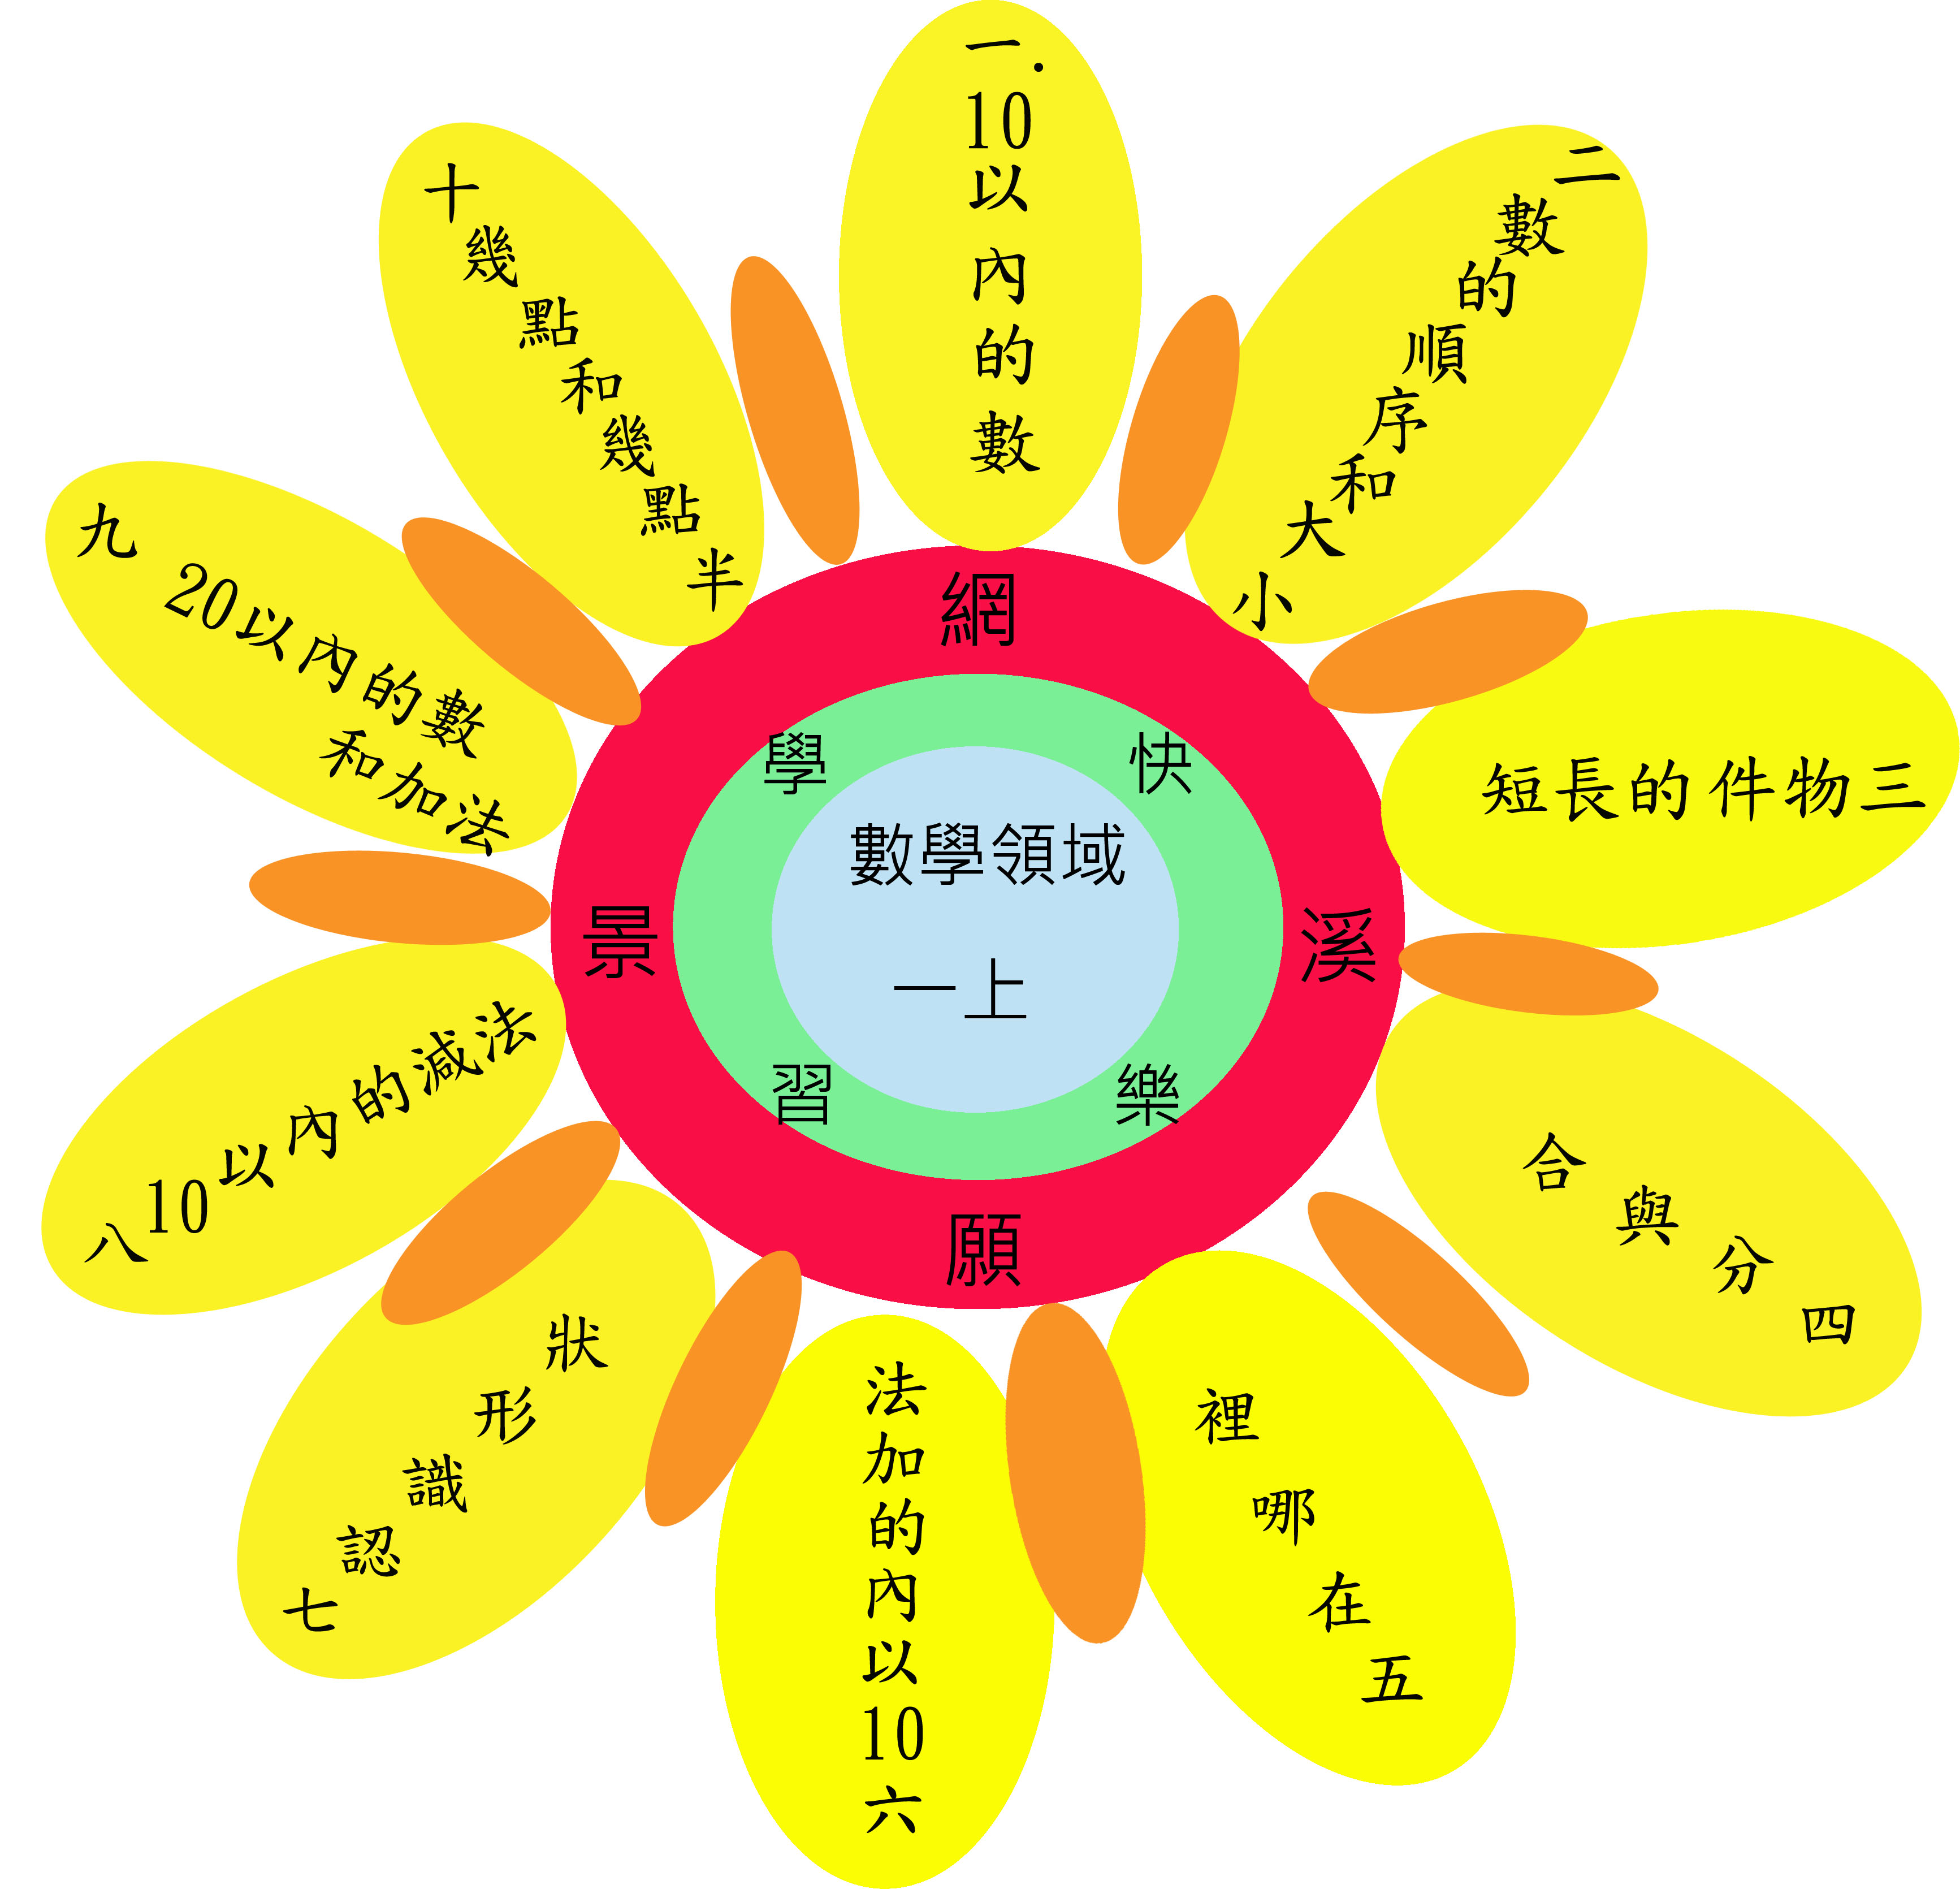 一.10以內的數
二數的順序和大小
三物件的長短
四分與合
五在哪裡
六10以內的加法
七認識形狀
八10以內的減法
九 20以內的數
和加法
十幾點和幾點半
網溪願景
快樂學習
數學領域
一上